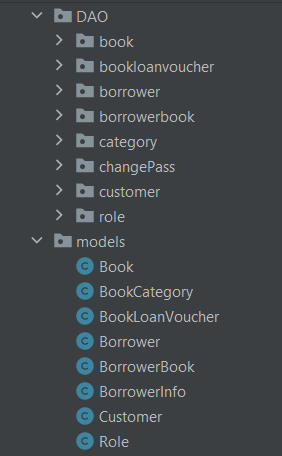 DAO
book
bookloanvoucher
borrower
borrowerbook
category
changePass
customer
role
models
C Book
C BookCategory
C BookLoanVoucher
C Borrower
C BorrowerBook
C BorrowerInfo
C Customer
C Role